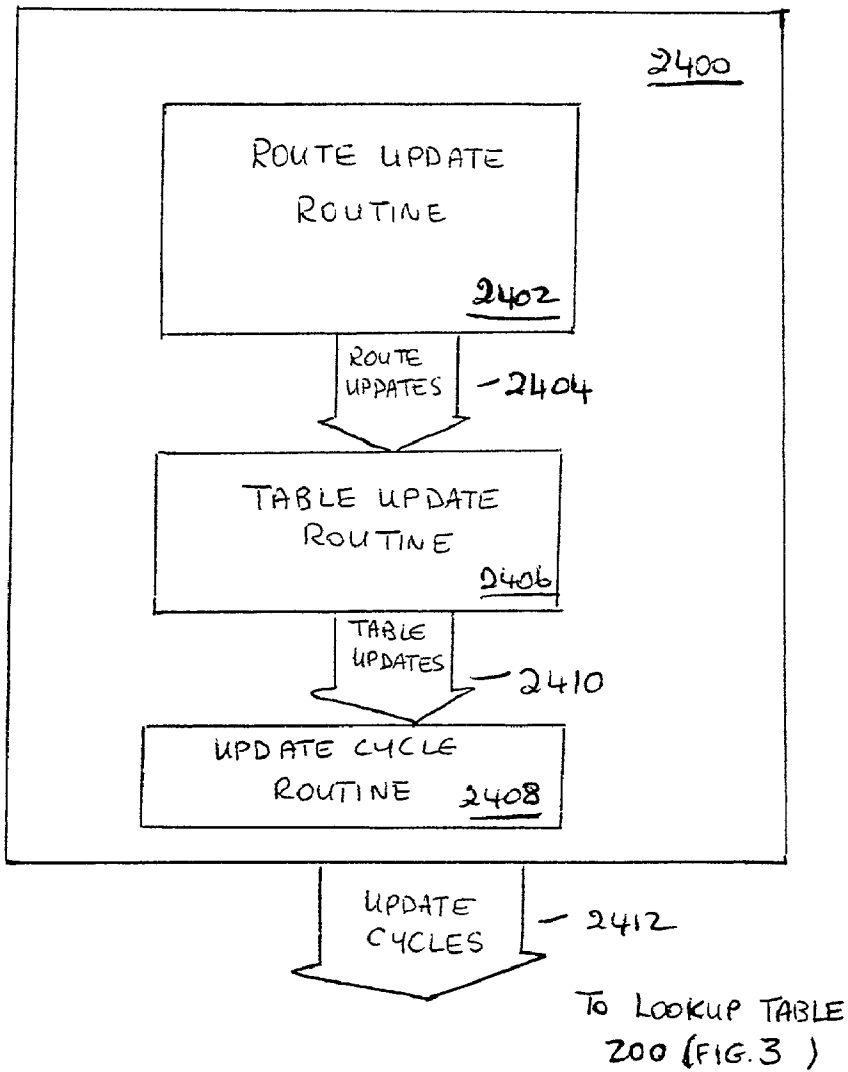 2400
ROUTE UPDATE
ROUTINE
2402
ROUTE
UPDATES
2404
TABLE UPDATE
ROUTINE
2406
TABLE
UPDATES
2410
UPDATE CYCLE
ROUTINE
2408
UPDATE
CYCLES
2412
TO LOOKUP TABLE
200 (FIG.3 )